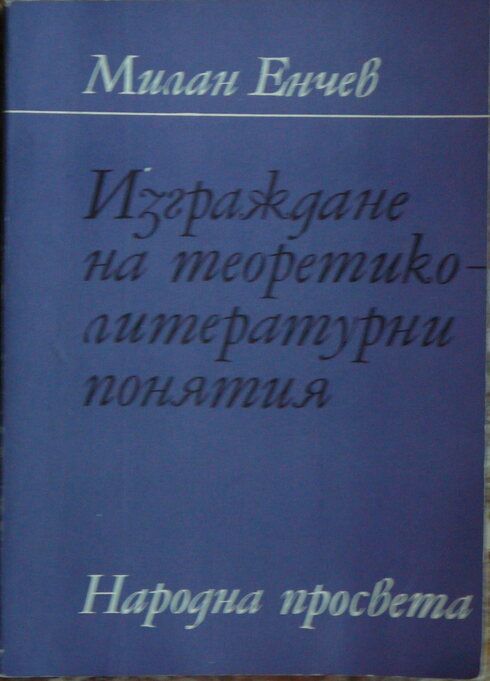 Милан Енчев
Изграждане
на теоретико-
литературни
понятия
Народна просвета